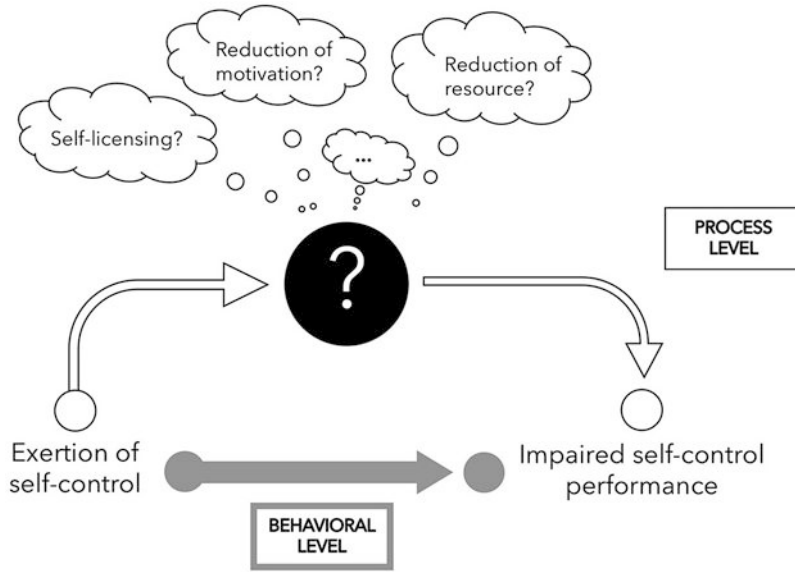 Reduction of
motivation?
Reduction of
resource?
Self-licensing?
...
?
PROCESS
LEVEL
Exertion of
self-control
Impaired self-control
performance
BEHAVIORAL
LEVEL